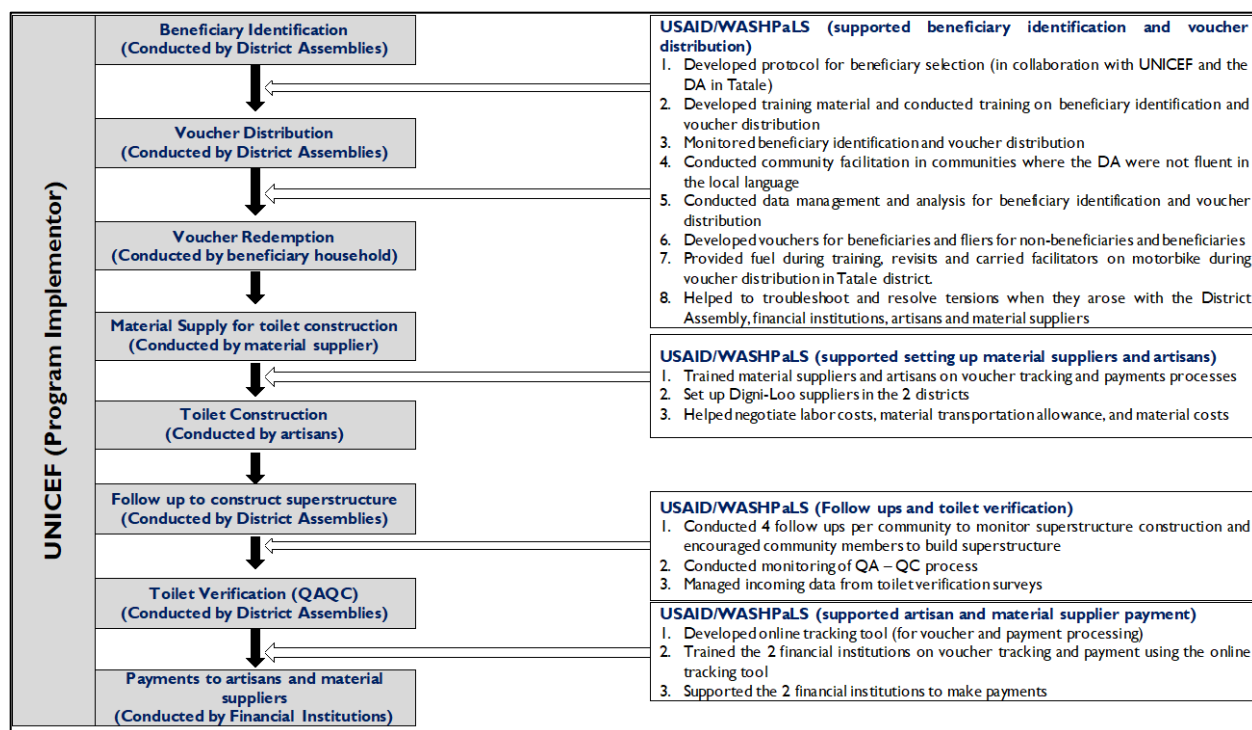 UNICEF (Program Implementor)
Beneficiary Identification
(Conducted by District Assemblies)
Voucher Distribution
(Conducted by District Assemblies)
Voucher Redemption
(Conducted by beneficiary household)
Material Supply for toilet construction
(Conducted by material supplier)
Toilet Construction
(Conducted by artisans)
Follow up to construct superstructure
(Conducted by District Assemblies)
Toilet Verification (QAQC)
(Conducted by District Assemblies)
Payments to artisans and material
suppliers
(Conducted by Financial Institutions)
USAID/WASHPaLS (supported beneficiary identification and voucher
distribution)
1. Developed protocol for beneficiary selection (in collaboration with UNICEF and the
DA in Tatale)
2. Developed training material and conducted training on beneficiary identification and
voucher distribution
3. Monitored beneficiary identification and voucher distribution
4. Conducted community facilitation in communities where the DA were not fluent in
the local language
5. Conducted data management and analysis for beneficiary identification and voucher
distribution
6. Developed vouchers for beneficiaries and fliers for non-beneficiaries and beneficiaries
7. Provided fuel during training, revisits and carried facilitators on motorbike during
voucher distribution in Tatale district.
8. Helped to troubleshoot and resolve tensions when they arose with the District
Assembly, financial institutions, artisans and material suppliers
USAID/WASHPaLS (supported setting up material suppliers and artisans)
1. Trained material suppliers and artisans on voucher tracking and payments processes
2. Set up Digni-Loo suppliers in the 2 districts
3. Helped negotiate labor costs, material transportation allowance, and material costs
USAID/WASHPaLS (Follow ups and toilet verification)
1. Conducted 4 follow ups per community to monitor superstructure construction and
encouraged community members to build superstructure
2. Conducted monitoring of QA – QC process
3. Managed incoming data from toilet verification surveys
USAID/WASHPaLS (supported artisan and material supplier payment)
1. Developed online tracking tool (for voucher and payment processing)
2. Trained the 2 financial institutions on voucher tracking and payment using the online
tracking tool
3. Supported the 2 financial institutions to make payments